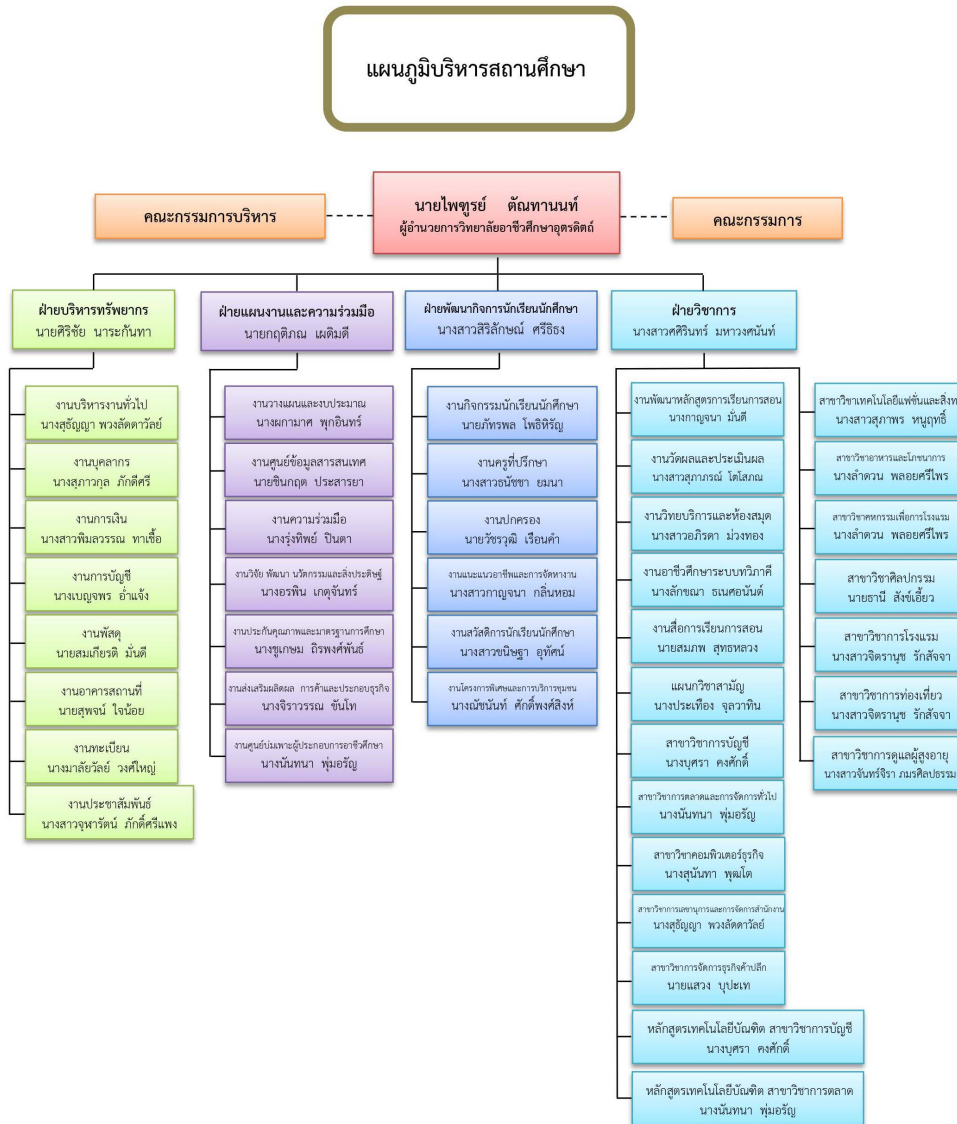 แผนภูมิบริหารสถานศึกษา
คณะกรรมการบริหาร
นายไพฑูรย์ ตัณทานนท์
ผู้อำนวยการวิทยาลัยอาชีวศึกษาอุตรดิตถ์
คณะกรรมการ
ฝ่ายบริหารทรัพยากร
นายศิริชัย นาระกันทา
ฝ่ายแผนงานและความร่วมมือ
นายกฤติภณ เผดิมดี
ฝ่ายพัฒนากิจการนักเรียนนักศึกษา
นางสาวสิริลักษณ์ ศรีธิธง
ฝ่ายวิชาการ
นางสาวศศิรินทร์ มหาวงศนันท์
งานบริหารงานทั่วไป
นางสุธัญญา พวงลัดดาวัลย์
งานบุคลากร
นางสุภาวกุล ภักดีศรี
งานการเงิน
นางสาวพิมลวรรณ ทาเชื้อ
งานการบัญชี
นางเบญจพร อ่ำแจ้ง
งานพัสดุ
นายสมเกียรติ มั่นดี
งานอาคารสถานที่
นายสุพจน์ ใจน้อย
งานทะเบียน
นางมาลัยวัลย์ วงศ์ใหญ่
งานประชาสัมพันธ์
นางสาวจุฬารัตน์ ภักดิ์ศรีแพง
งานวางแผนและงบประมาณ
นางผกามาศ พุกอินทร์
งานศูนย์ข้อมูลสารสนเทศ
นายชินกฤต ประสารยา
งานความร่วมมือ
นางรุ่งทิพย์ ปินตา
งานวิจัย พัฒนา นวัตกรรมและสิ่งประดิษฐ์
นางอรพิน เกตุจันทร์
งานประกันคุณภาพและมาตรฐานการศึกษา
นางชูเกษม ถิรพงศ์พันธ์
งานส่งเสริมผลิตผล การค้าและประกอบธุรกิจ
นางจิราวรรณ ขันโท
งานศูนย์บ่มเพาะผู้ประกอบการอาชีวศึกษา
นางนันทนา พุ่มอรัญ
งานกิจกรรมนักเรียนนักศึกษา
นายภัทรพล โพธิหิรัญ
งานครูที่ปรึกษา
นางสาวธนัชชา ยมนา
งานปกครอง
นายวัชรวุฒิ เรือนคำ
งานแนะแนวอาชีพและการจัดหางาน
นางสาวกาญจนา กลิ่นหอม
งานสวัสดิการนักเรียนนักศึกษา
นางสาวขนิษฐา อุทัศน์
งานโครงการพิเศษและการบริการชุมชน
นางณัชนันท์ ศักดิ์พงศ์สิงห์
งานพัฒนาหลักสูตรการเรียนการสอน
นางกาญจนา มั่นดี
งานวัดผลและประเมินผล
นางสาวสุภาภรณ์ โตโสภณ
งานวิทยบริการและห้องสมุด
นางสาวอภิรตา ม่วงทอง
งานอาชีวศึกษาระบบทวิภาคี
นางลักขณา ธเนศอนันต์
งานสื่อการเรียนการสอน
นายสมภพ สุทธหลวง
แผนกวิชาสามัญ
นางประเทือง จุลวาทิน
สาขาวิชาการบัญชี
นางบุศรา คงศักดิ์
สาขาวิชาการตลาดและการจัดการทั่วไป
นางนันทนา พุ่มอรัญ
สาขาวิชาคอมพิวเตอร์ธุรกิจ
นางสุนันทา พุฒโต
สาขาวิชาการเลขานุการและการจัดการสำนักงาน
นางสุธัญญา พวงลัดดาวัลย์
สาขาวิชาการจัดการธุรกิจค้าปลีก
นายแสวง บุปะเท
หลักสูตรเทคโนโลยีบัณฑิต สาขาวิชาการบัญชี
นางบุศรา คงศักดิ์
หลักสูตรเทคโนโลยีบัณฑิต สาขาวิชาการตลาด
นางนันทนา พุ่มอรัญ
สาขาวิชาเทคโนโลยีแฟชั่นและสิ่งท
นางสาวสุภาพร หนูฤทธิ์
สาขาวิชาอาหารและโภชนาการ
นางลำดวน พลอยศรีไพร
สาขาวิชาคหกรรมเพื่อการโรงแรม
นางลำดวน พลอยศรีไพร
สาขาวิชาศิลปกรรม
นายธานี สังข์เอี้ยว
สาขาวิชาการโรงแรม
นางสาวจิตรานุช รักสัจจา
สาขาวิชาการท่องเที่ยว
นางสาวจิตรานุช รักสัจจา
สาขาวิชาการดูแลผู้สูงอายุ
นางสาวจันทร์จิรา ภมรศิลปธรรม